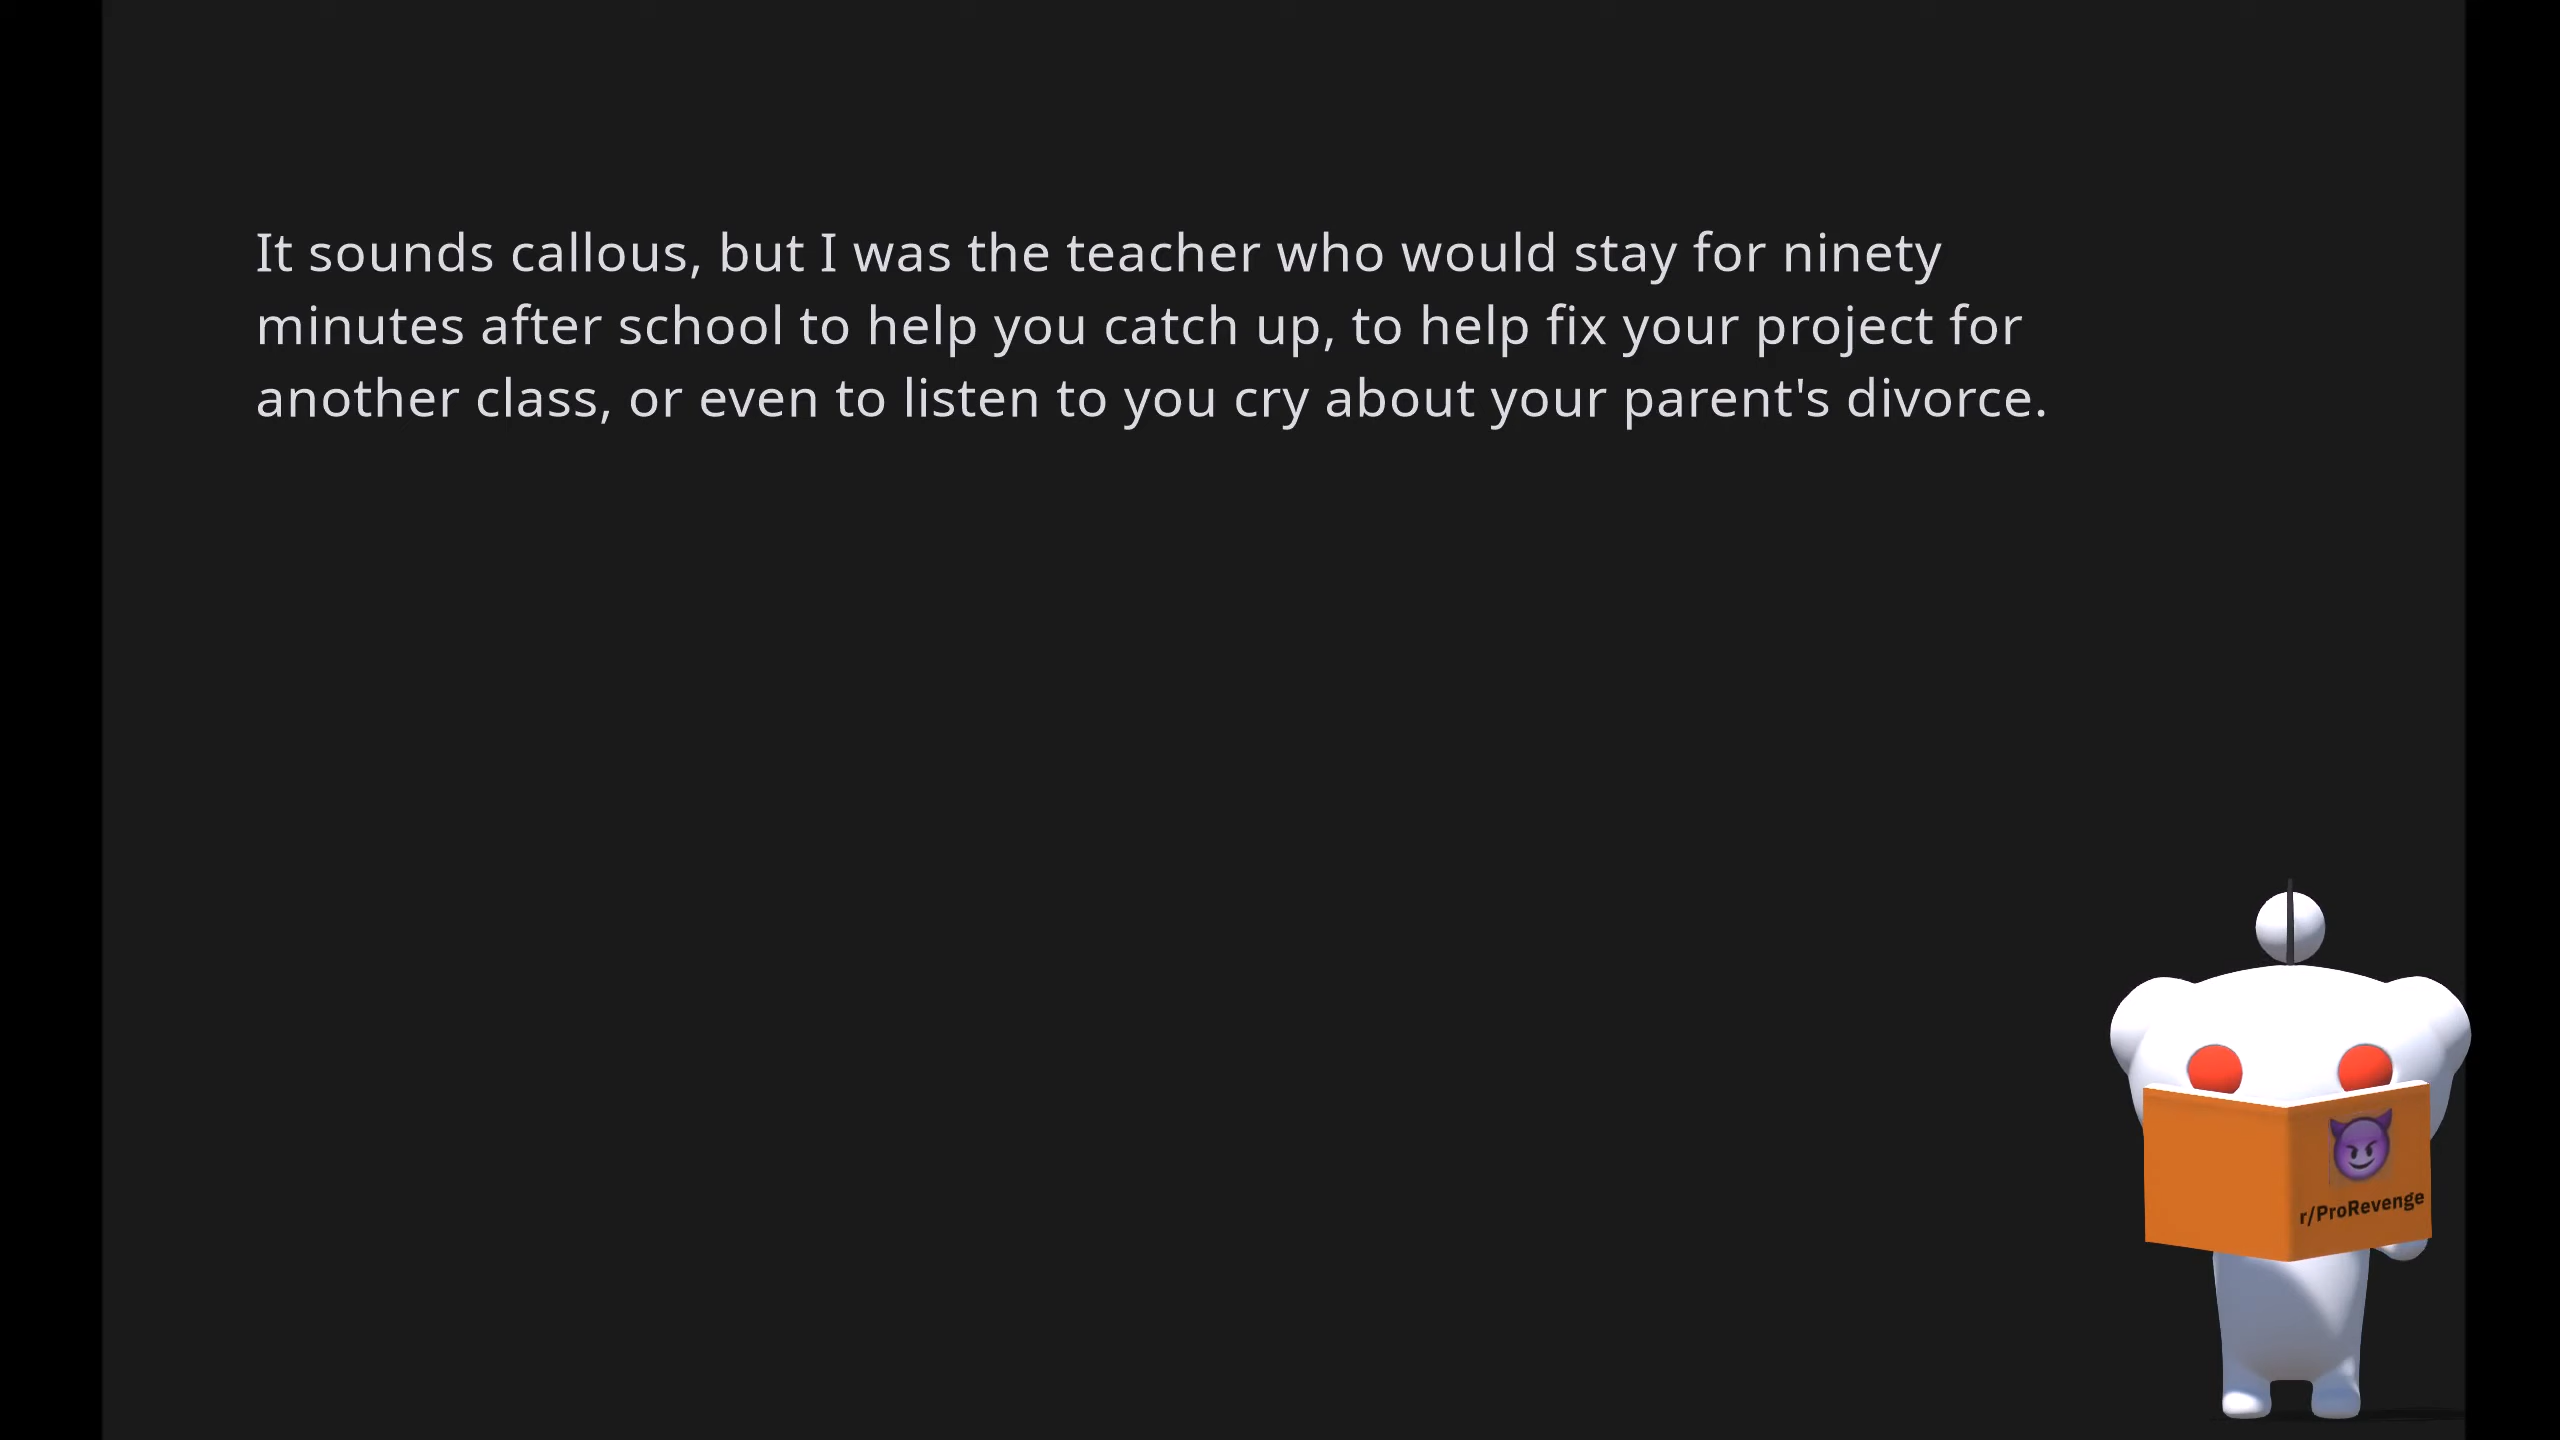 It sounds callous, but I was the teacher who would stay for ninety
minutes after school to help you catch up, to help fix your project for
another class, or even to listen to you cry about your parent's divorce.
r/ProRevenge